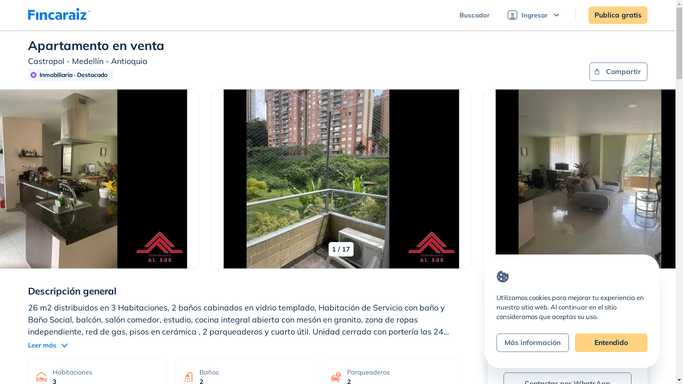 Fincaraiz
Buscador
Ingresar
Publica gratis
Apartamento en venta
Castropol - Medellín - Antioquia
Inmobiliaria · Destacado
Compartir
1 / 17
Descripción general
26 m2 distribuidos en 3 Habitaciones, 2 baños cabinados en vidrio templado, Habitación de Servicio con baño y
Baño Social, balcón, salón comedor, estudio, cocina integral abierta con mesón en granito, zona de ropas
independiente, red de gas, pisos en cerámica , 2 parqueaderos y cuarto útil. Unidad cerrada con portería las 24...
Leer más
Habitaciones
3
Baños
2
Parqueaderos
2
Utilizamos cookies para mejorar tu experiencia en
nuestro sitio web. Al continuar en el sitio
consideramos que aceptas su uso.
Más información
Entendido
Contactar por WhatsApp